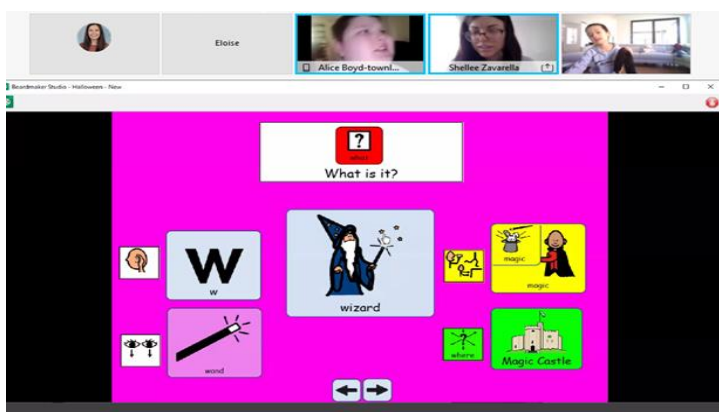 Eloise
Alice Boyd-townl...
Shellee Zavarella
Boardmaker Studio - Halloween - New
?
what
What is it?
W
w
wizard
magic
magic
wand
?
where
Magic Castle